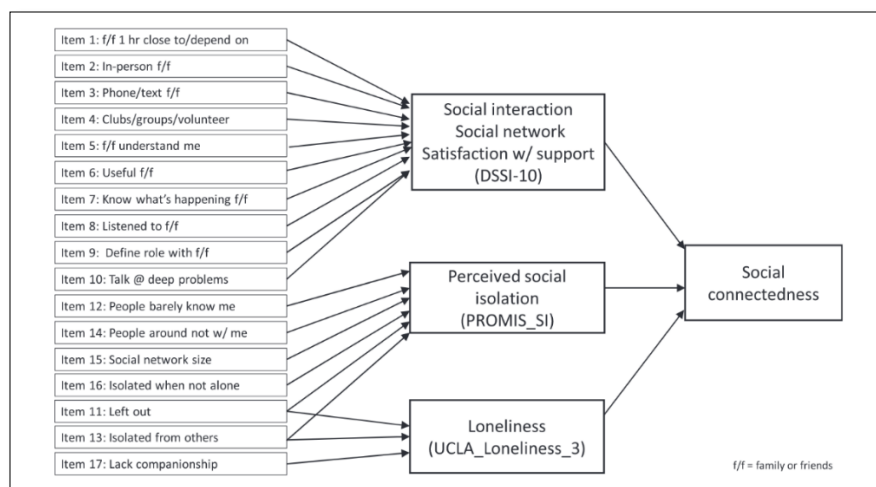 Item 1: f/f 1 hr close to/depend on
Item 2: In-person f/f
Item 3: Phone/text f/f
Item 4: Clubs/groups/volunteer
Item 5: f/f understand me
Item 6: Useful f/f
Item 7: Know what's happening f/f
Item 8: Listened to f/f
Item 9:  Define role with f/f
Item 10: Talk @ deep problems
Item 12: People barely know me
Item 14: People around not w/ me
Item 15: Social network size
Item 16: Isolated when not alone
Item 11: Left out
Item 13: Isolated from others
Item 17: Lack companionship
Social interaction
Social network
Satisfaction w/ support
(DSSI-10)
Perceived social
isolation
(PROMIS_SI)
Loneliness
(UCLA_Loneliness_3)
Social
connectedness
f/f = family or friends